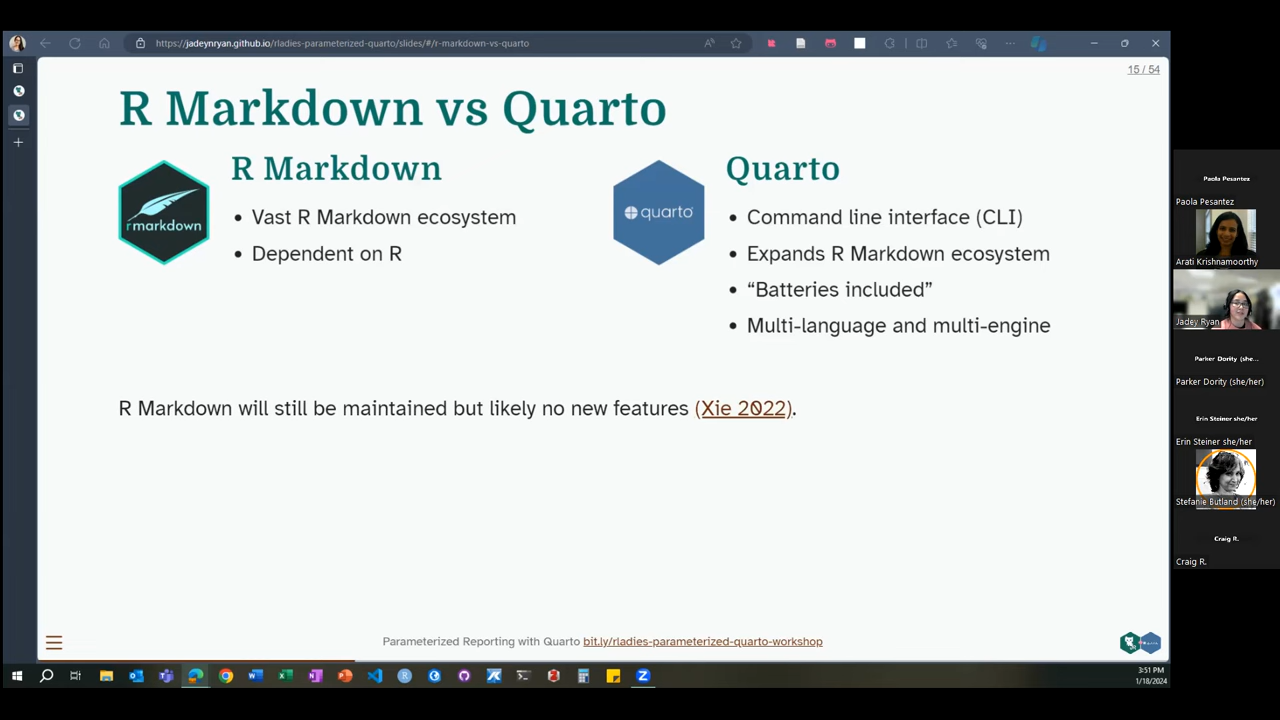 https://jadeynryan.github.io/rladies-parameterized-quarto/slides/#/r-markdown-vs-quarto
15 / 54
R Markdown vs Quarto
rmarkdown
R Markdown
• Vast R Markdown ecosystem
• Dependent on R
quarto
Quarto
• Command line interface (CLI)
• Expands R Markdown ecosystem
• “Batteries included”
• Multi-language and multi-engine
R Markdown will still be maintained but likely no new features (Xie 2022).
Parameterized Reporting with Quarto bit.ly/rladies-parameterized-quarto-workshop
3:51 PM
1/18/2024
Paola Pesantez
Paola Pesantez
Arati Krishnamoorthy
Jadey Ryan
Parker Dority (she...
Parker Dority (she/her)
Erin Steiner she/her
Erin Steiner she/her
Stefanie Butland (she/her)
Craig R.
Craig R.